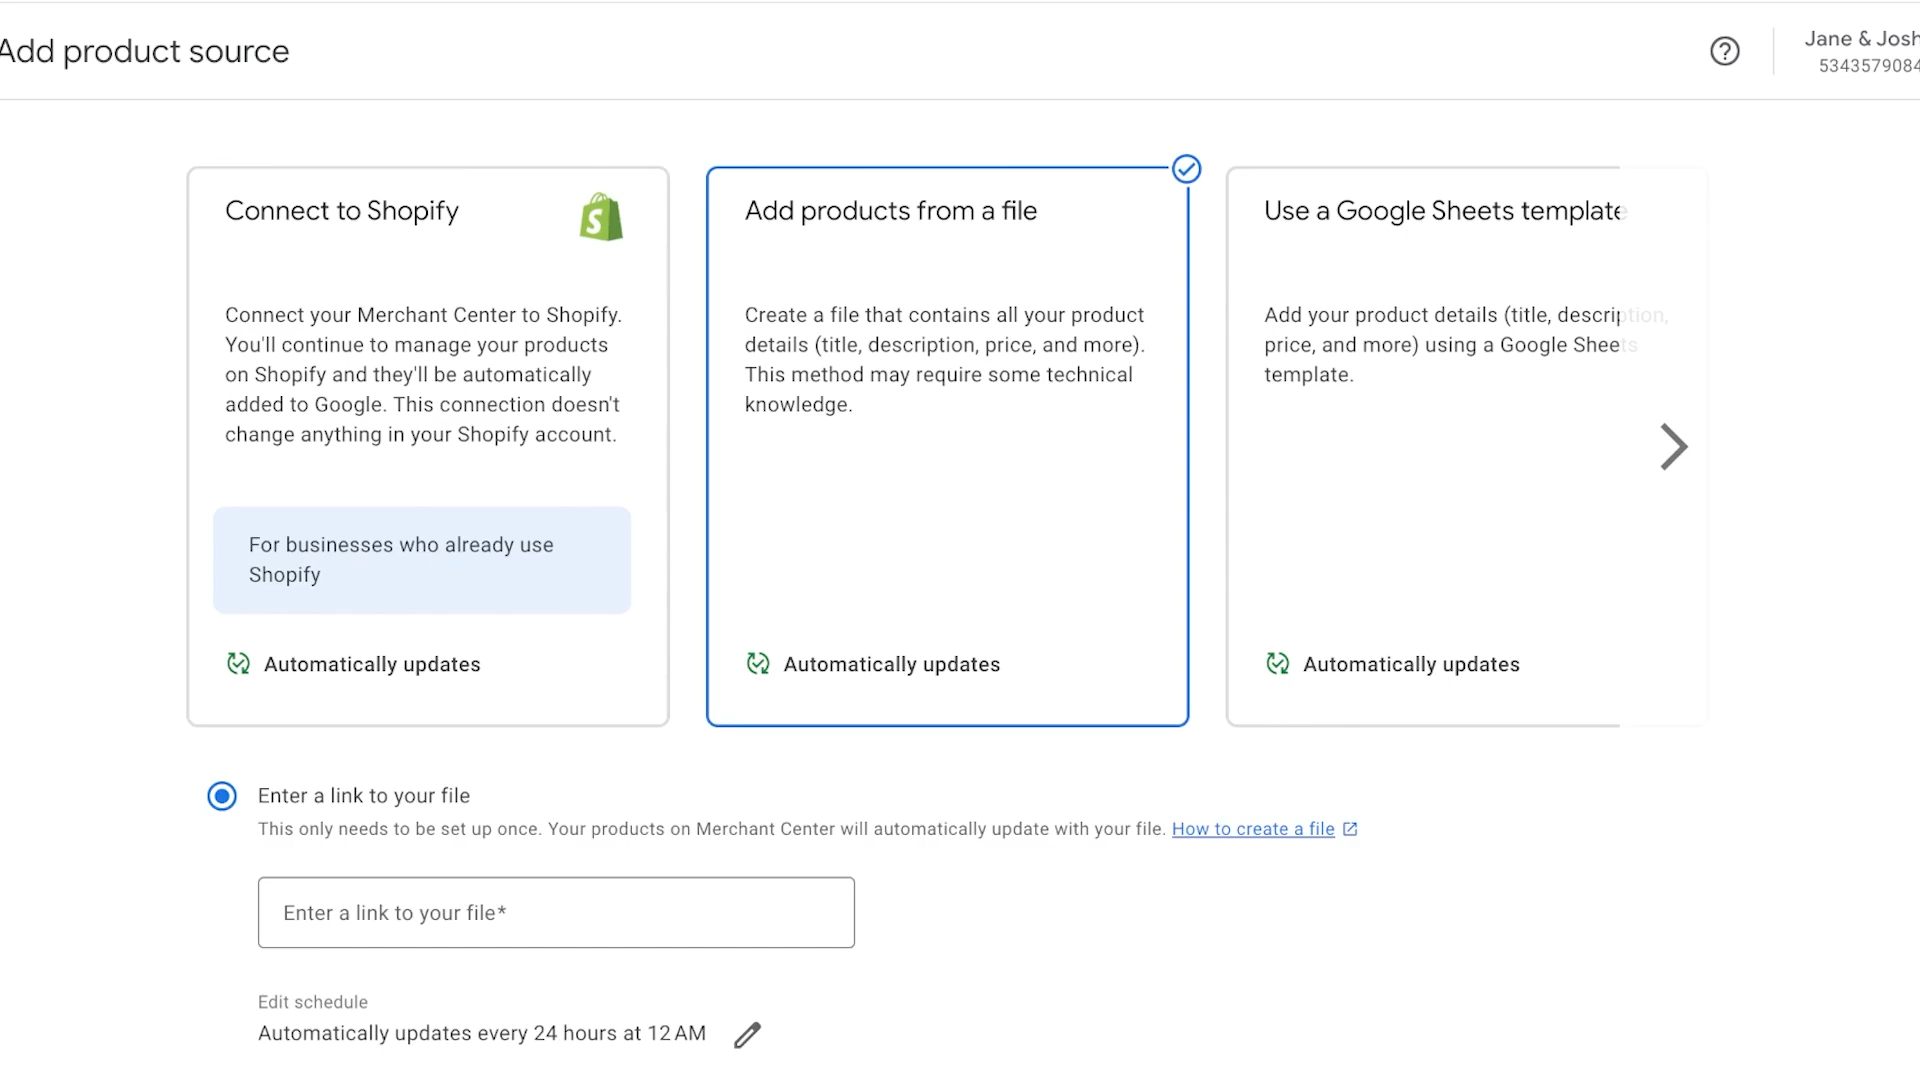 Add product source
Jane & Josh
5343579084
Connect to Shopify
Connect your Merchant Center to Shopify.
You'll continue to manage your products
on Shopify and they'll be automatically
added to Google. This connection doesn't
change anything in your Shopify account.
For businesses who already use
Shopify
Automatically updates
Add products from a file
Create a file that contains all your product
details (title, description, price, and more).
This method may require some technical
knowledge.
Automatically updates
Use a Google Sheets template
Add your product details (title, description,
price, and more) using a Google Sheets
template.
Automatically updates
Enter a link to your file
This only needs to be set up once. Your products on Merchant Center will automatically update with your file. How to create a file
Enter a link to your file*
Edit schedule
Automatically updates every 24 hours at 12 AM